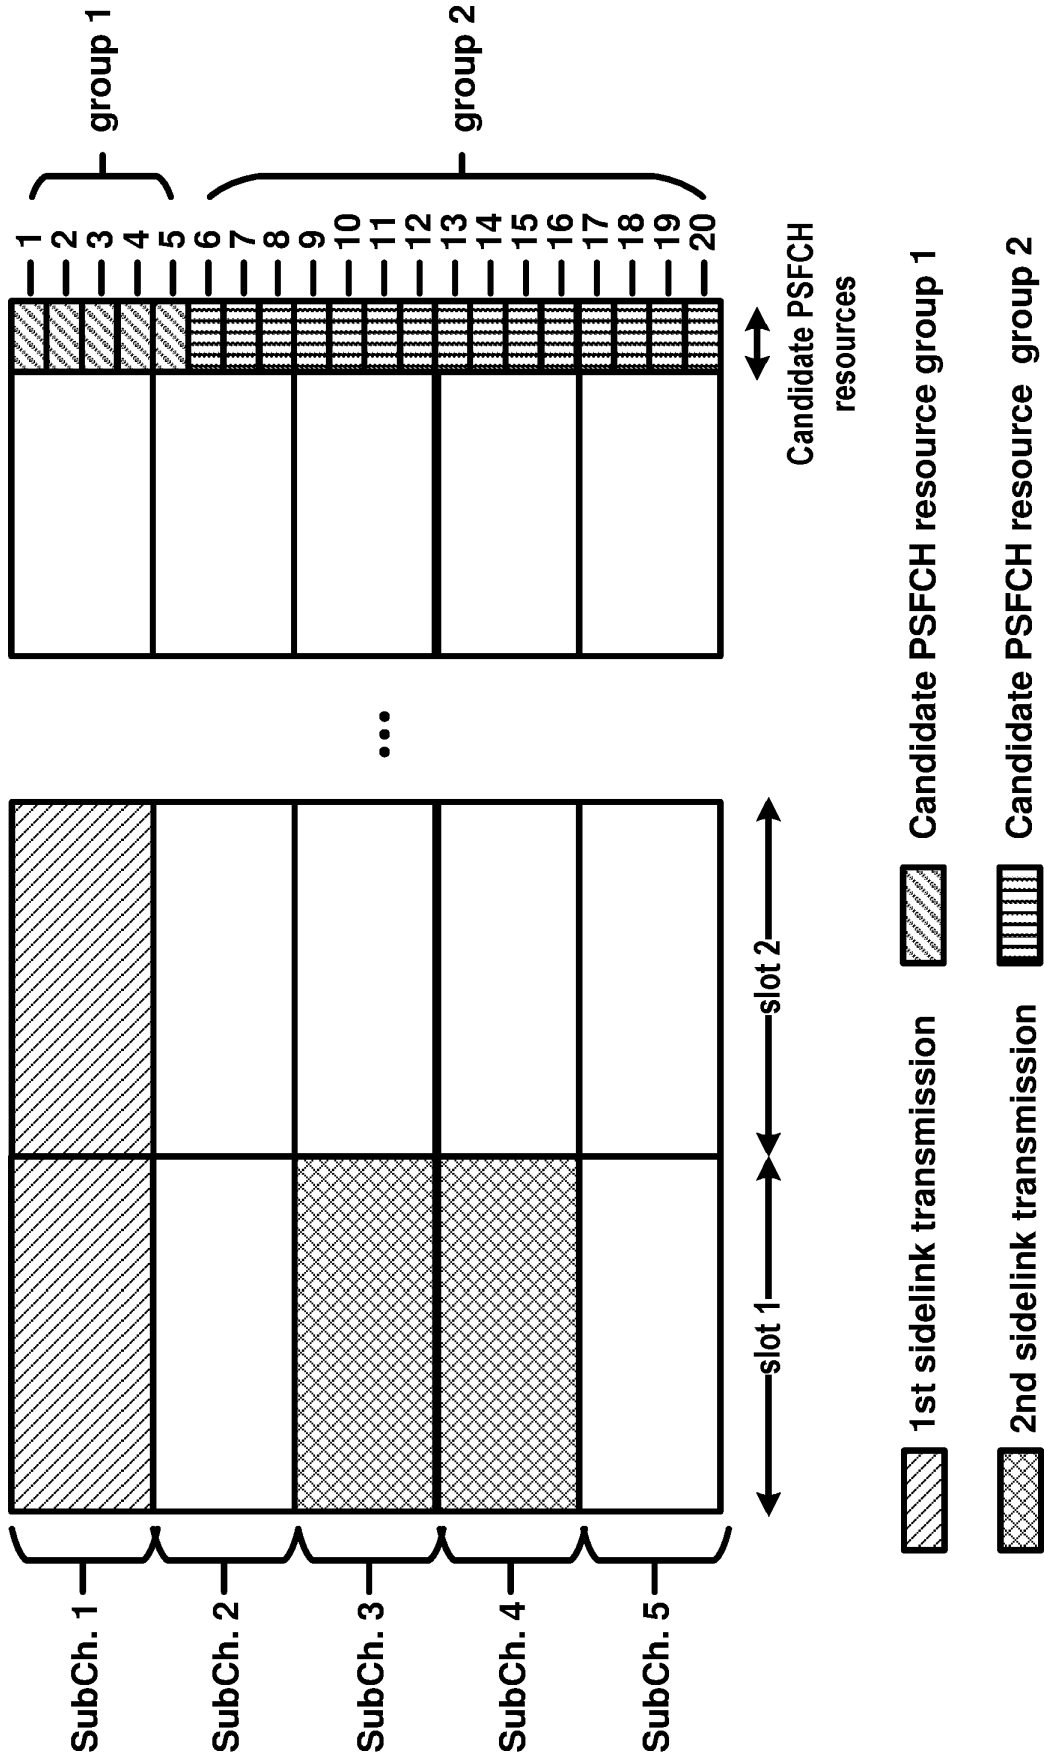 SubCh. 1
SubCh. 2
SubCh. 3
SubCh. 4
SubCh. 5
slot 1
slot 2
...
1
2
3
4
5
6
7
8
9
10
11
12
13
14
15
16
17
18
19
20
group 1
group 2
Candidate PSFCH
resources
1st sidelink transmission
Candidate PSFCH resource group 1
2nd sidelink transmission
Candidate PSFCH resource group 2